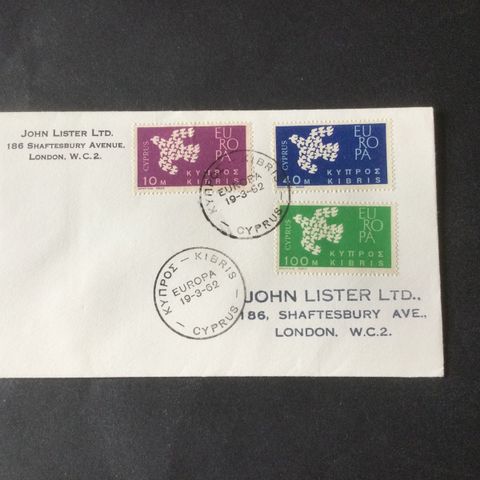 JOHN LISTER LTD.
186 SHAFTESBURY AVENUE,
LONDON, W.C.2.
CYPRUS
EUROPA
10 M
ΚΥΠΡΟΣ
KIBRIS
CYPRUS
EUROPA
40 M
ΚΥΠΡΟΣ
KIBRIS
CYPRUS
EUROPA
100 M
ΚΥΠΡΟΣ
KIBRIS
ΚΥΠΡΟΣ — KIBRIS — CYPRUS —
EUROPA
19-3-62
ΚΥΠΡΟΣ — KIBRIS — CYPRUS —
EUROPA
19-3-62
JOHN LISTER LTD.,
186, SHAFTESBURY AVE.,
LONDON, W.C.2.